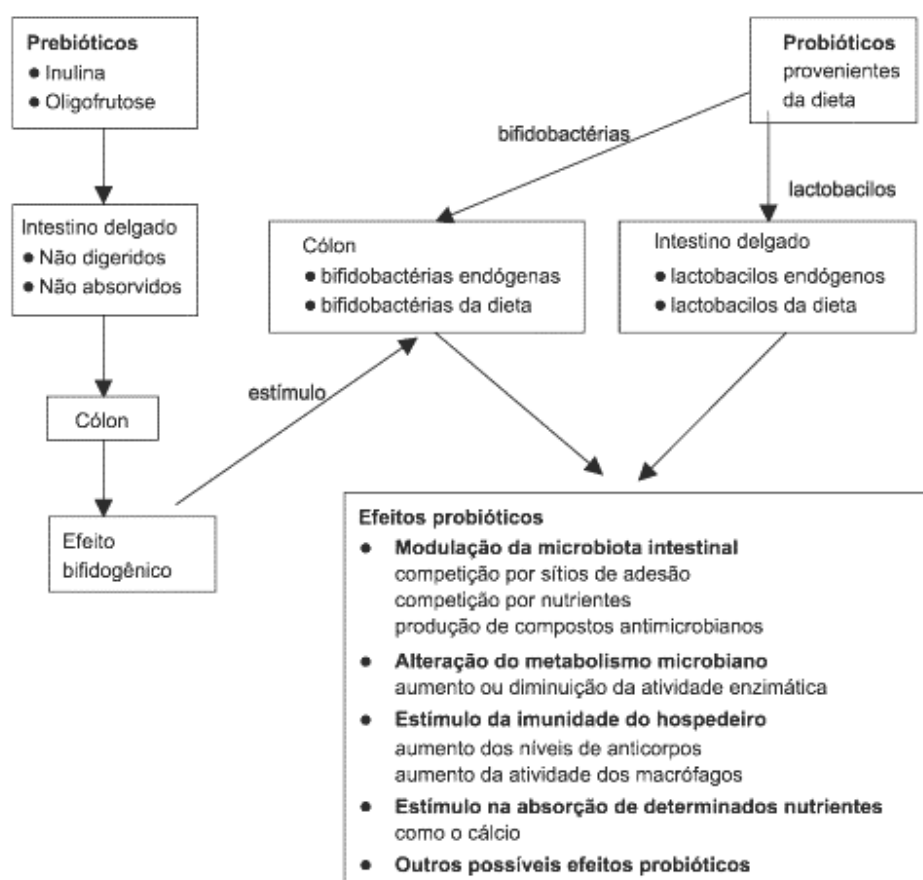 Prebióticos
● Inulina
● Oligofrutose
Probióticos
provenientes
da dieta
bifidobactérias
lactobacilos
Intestino delgado
● Não digeridos
● Não absorvidos
Cólon
● bifidobactérias endógenas
● bifidobactérias da dieta
Intestino delgado
● lactobacilos endógenos
● lactobacilos da dieta
estímulo
Cólon
Efeito
bifidogênico
Efeitos probióticos
● Modulação da microbiota intestinal
competição por sítios de adesão
competição por nutrientes
produção de compostos antimicrobianos
● Alteração do metabolismo microbiano
aumento ou diminuição da atividade enzimática
● Estímulo da imunidade do hospedeiro
aumento dos níveis de anticorpos
aumento da atividade dos macrófagos
● Estímulo na absorção de determinados nutrientes
como o cálcio
● Outros possíveis efeitos probióticos